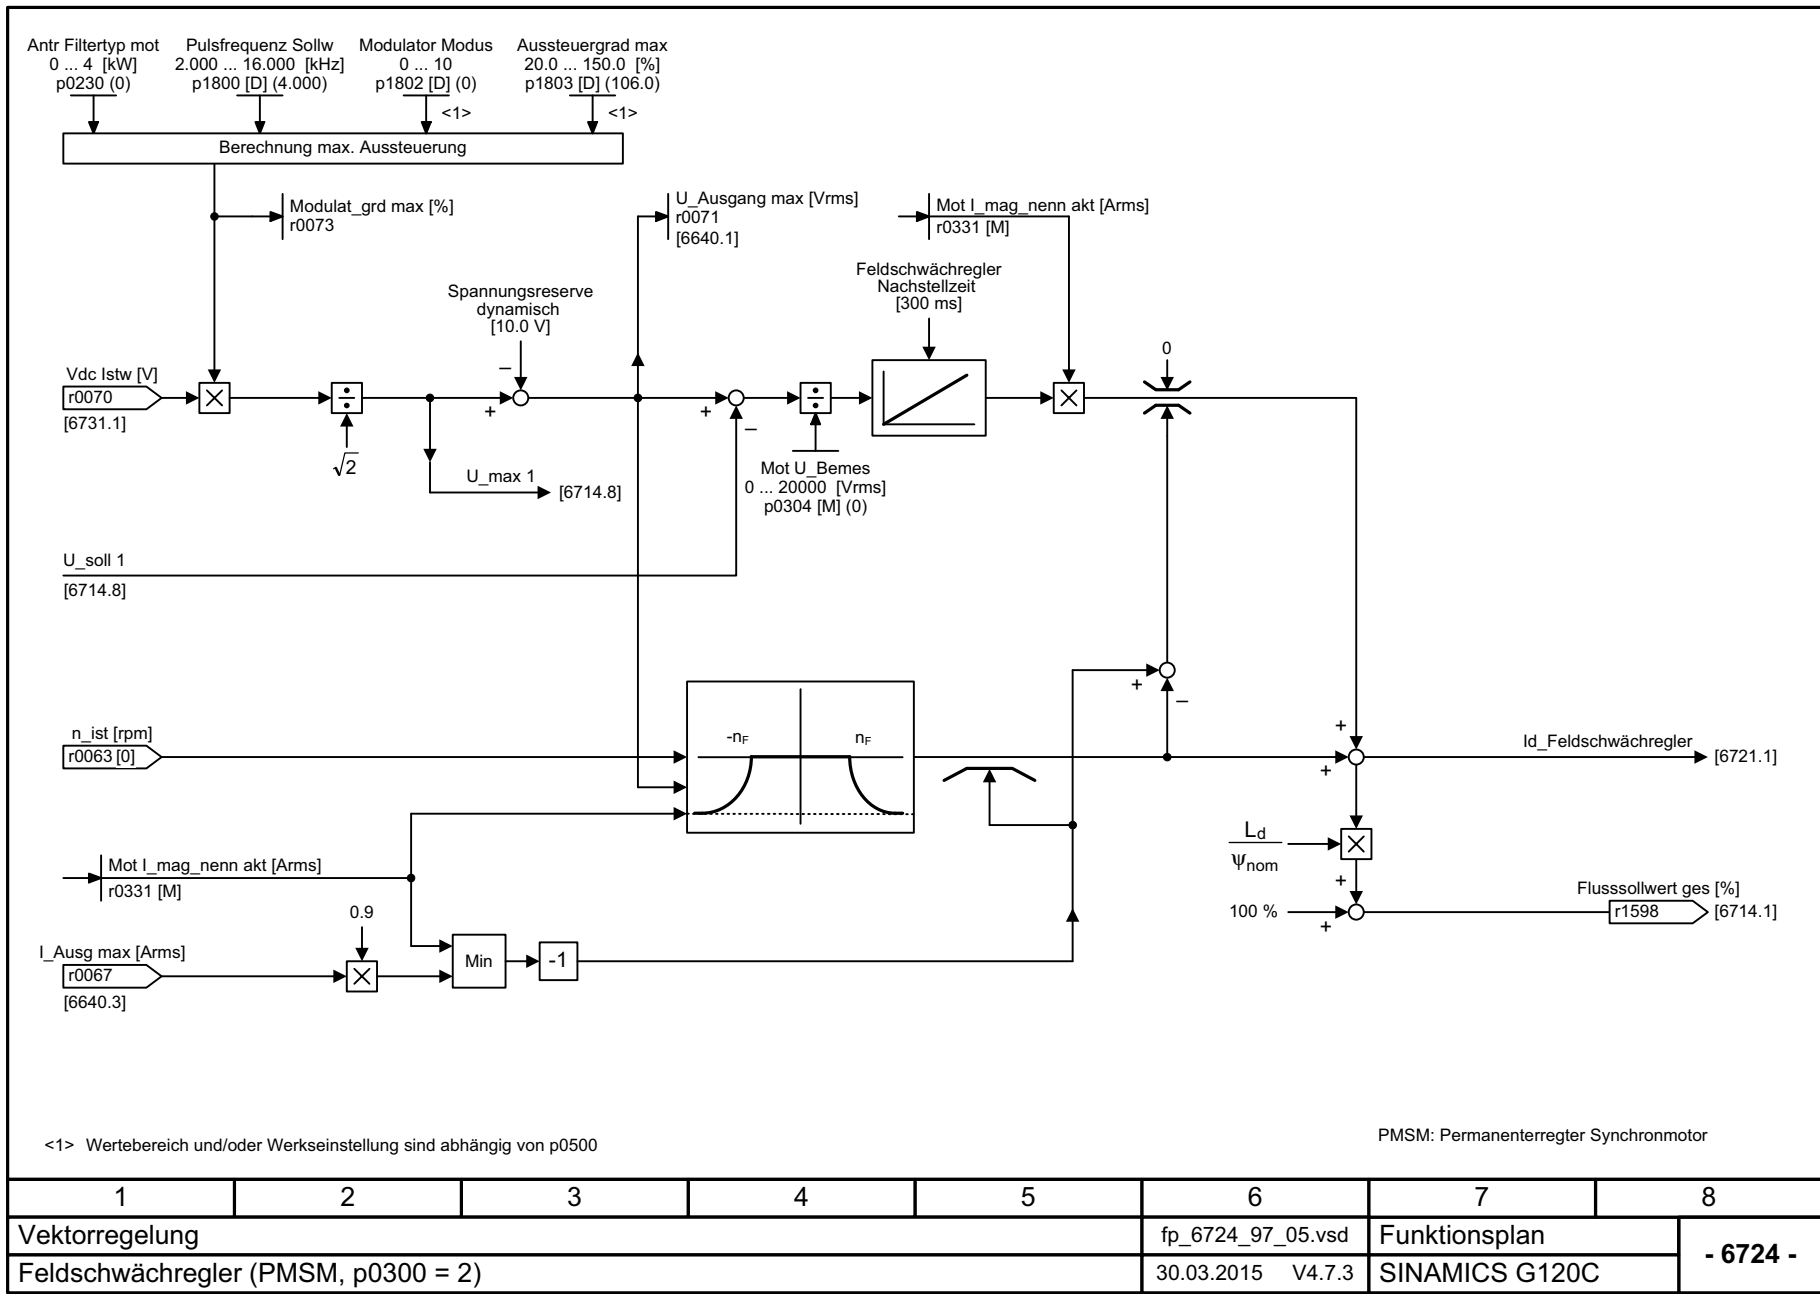 Antr Filtertyp mot
0 ... 4 [kW]
p0230 (0)
Pulsfrequenz Sollw
2.000 ... 16.000 [kHz]
p1800 [D] (4.000)
Modulator Modus
0 ... 10
p1802 [D] (0)
<1>
Aussteuergrad max
20.0 ... 150.0 [%]
p1803 [D] (106.0)
<1>
Berechnung max. Aussteuerung
Modulat_grd max [%]
r0073
U_Ausgang max [Vrms]
r0071
[6640.1]
Mot I_mag_nenn akt [Arms]
r0331 [M]
Feldschwächregler
Nachstellzeit
[300 ms]
Spannungsreserve
dynamisch
[10.0 V]
0
Vdc Istw [V]
r0070
[6731.1]
×
÷
√2
–
+
+
–
÷
×
U_max 1
[6714.8]
Mot U_Bemes
0 ... 20000 [Vrms]
p0304 [M] (0)
U_soll 1
[6714.8]
+
–
n_ist [rpm]
r0063 [0]
-nF
nF
+
+
Id_Feldschwächregler
[6721.1]
Ld
ψnom
×
Mot I_mag_nenn akt [Arms]
r0331 [M]
+
100 %
+
Flusssollwert ges [%]
r1598
[6714.1]
0.9
I_Ausg max [Arms]
r0067
[6640.3]
×
Min
-1
<1> Wertebereich und/oder Werkseinstellung sind abhängig von p0500
PMSM: Permanenterregter Synchronmotor
1 2 3 4 5 6 7 8
Vektorregelung
fp_6724_97_05.vsd
Funktionsplan
- 6724 -
Feldschwächregler (PMSM, p0300 = 2)
30.03.2015 V4.7.3
SINAMICS G120C